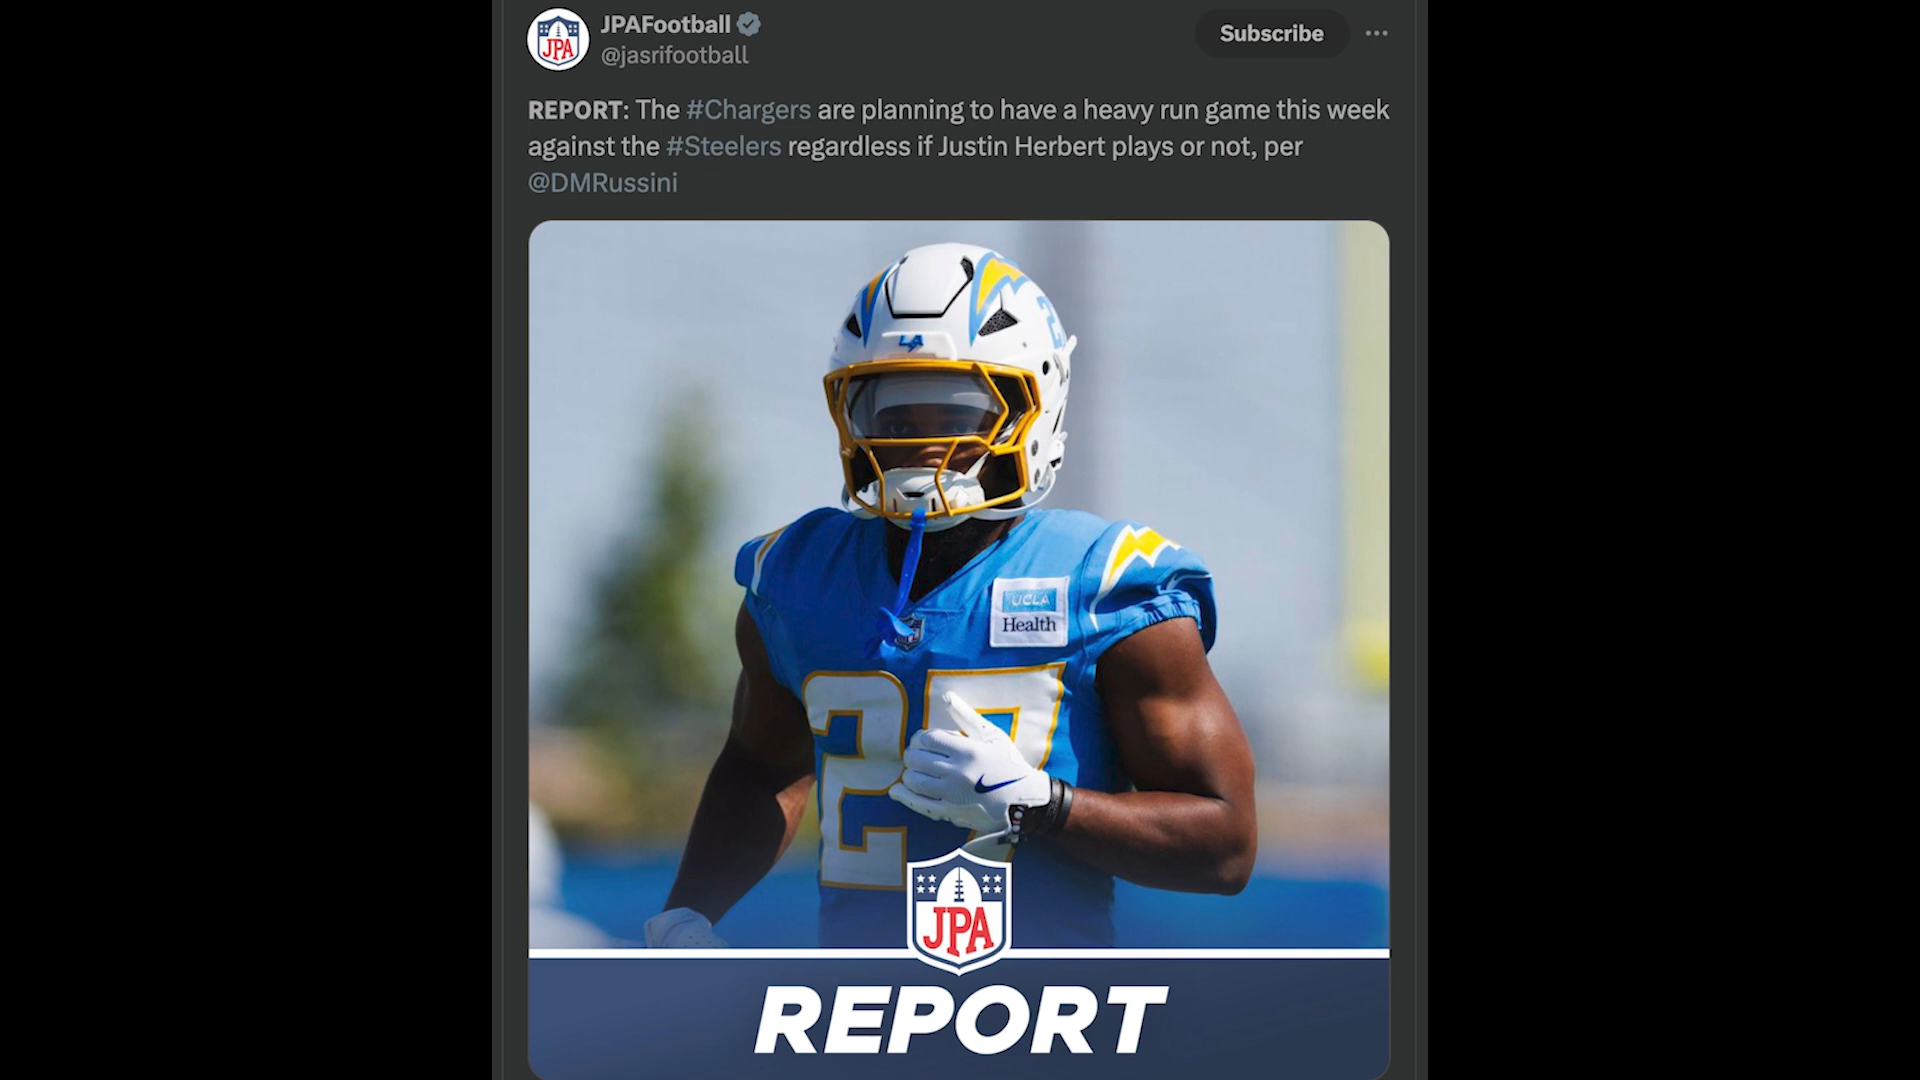 JPAFootball
@jasrifootball
Subscribe
REPORT: The #Chargers are planning to have a heavy run game this week
against the #Steelers regardless if Justin Herbert plays or not, per
@DMRussini
LA
UCLA
Health
27
JPA
REPORT